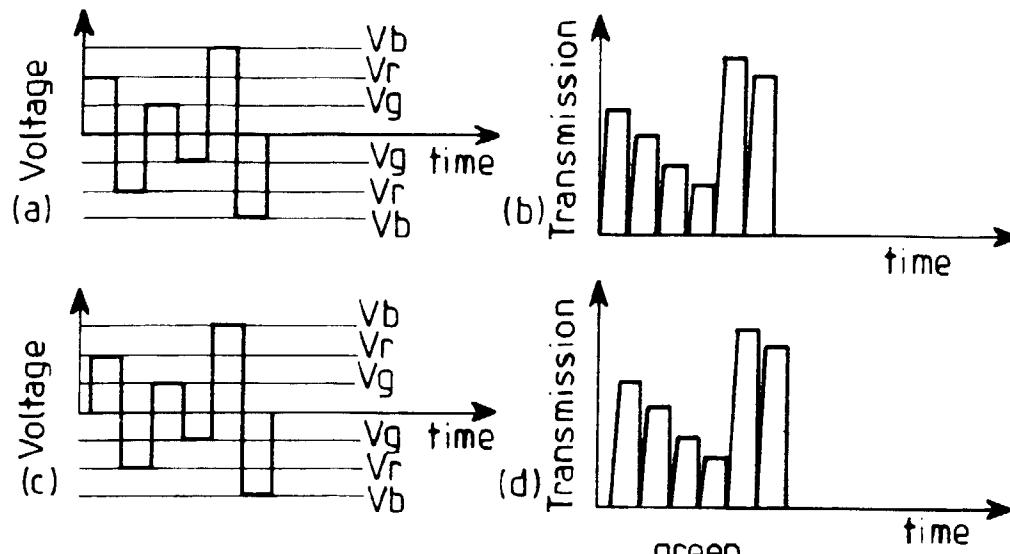 Voltage
Vb
Vr
Vg
time
Vg
Vr
Vb
(a)
Transmission
(b)
time
Voltage
Vb
Vr
Vg
time
Vg
Vr
Vb
(c)
Transmission
(d)
time
green